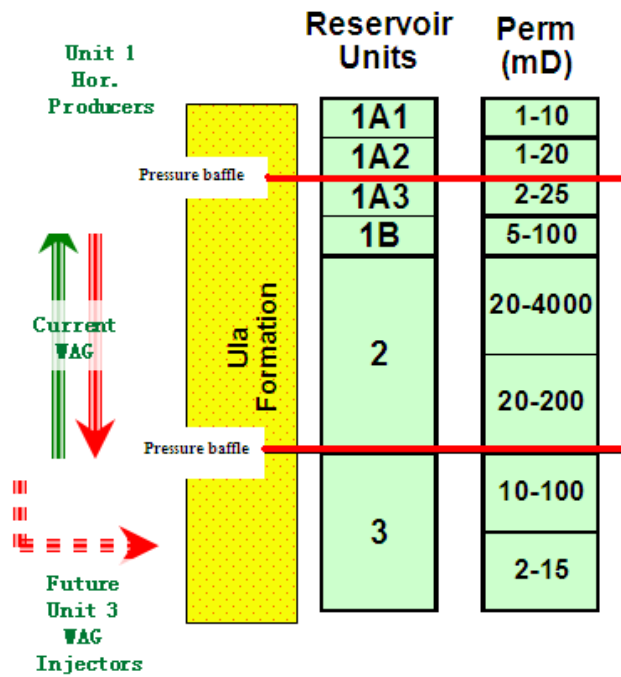 Reservoir
Units
Perm
(mD)
Unit 1
Hor.
Producers
1A1
1-10
1A2
1-20
Pressure baffle
1A3
2-25
1B
5-100
Current
WAG
Ula
Formation
2
20-4000
20-200
Pressure baffle
3
10-100
2-15
Future
Unit 3
WAG
Injectors